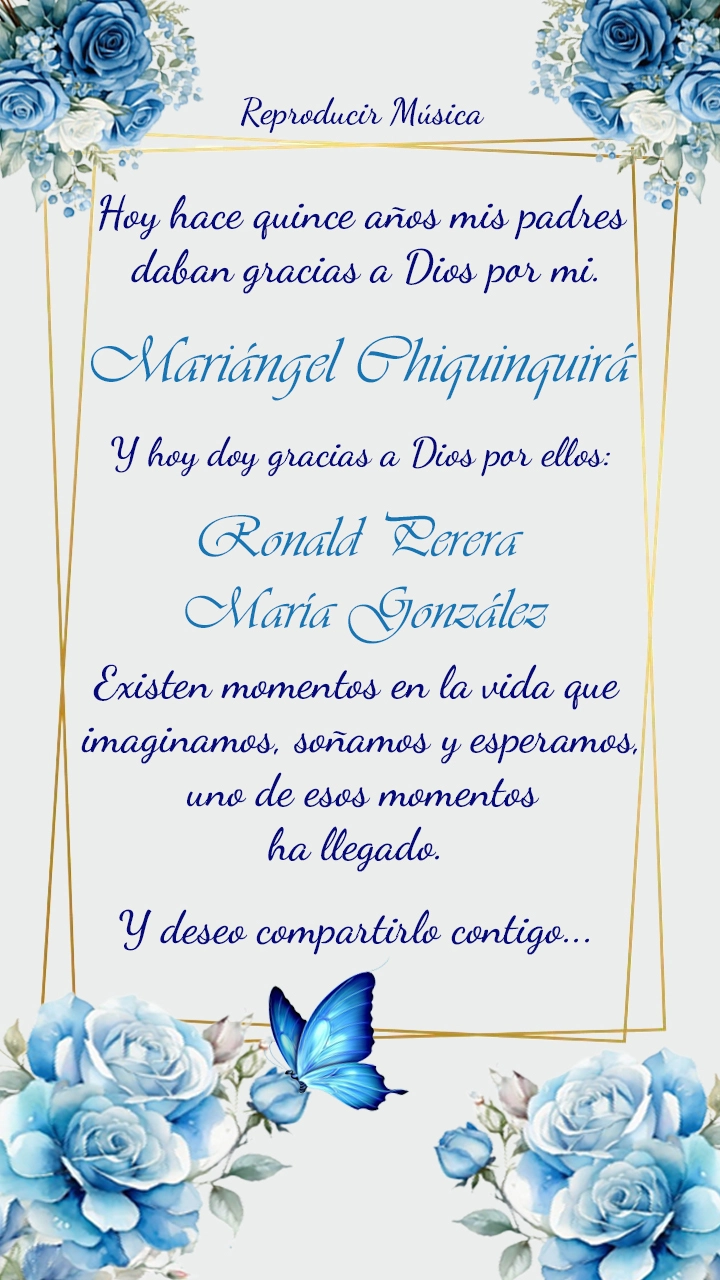 Reproducir Música
Hoy hace quince años mis padres
daban gracias a Dios por mi.
Mariángel Chiquinquirá
Y hoy doy gracias a Dios por ellos:
Ronald Perera
María González
Existen momentos en la vida que
imaginamos, soñamos y esperamos,
uno de esos momentos
ha llegado.
Y deseo compartirlo contigo...